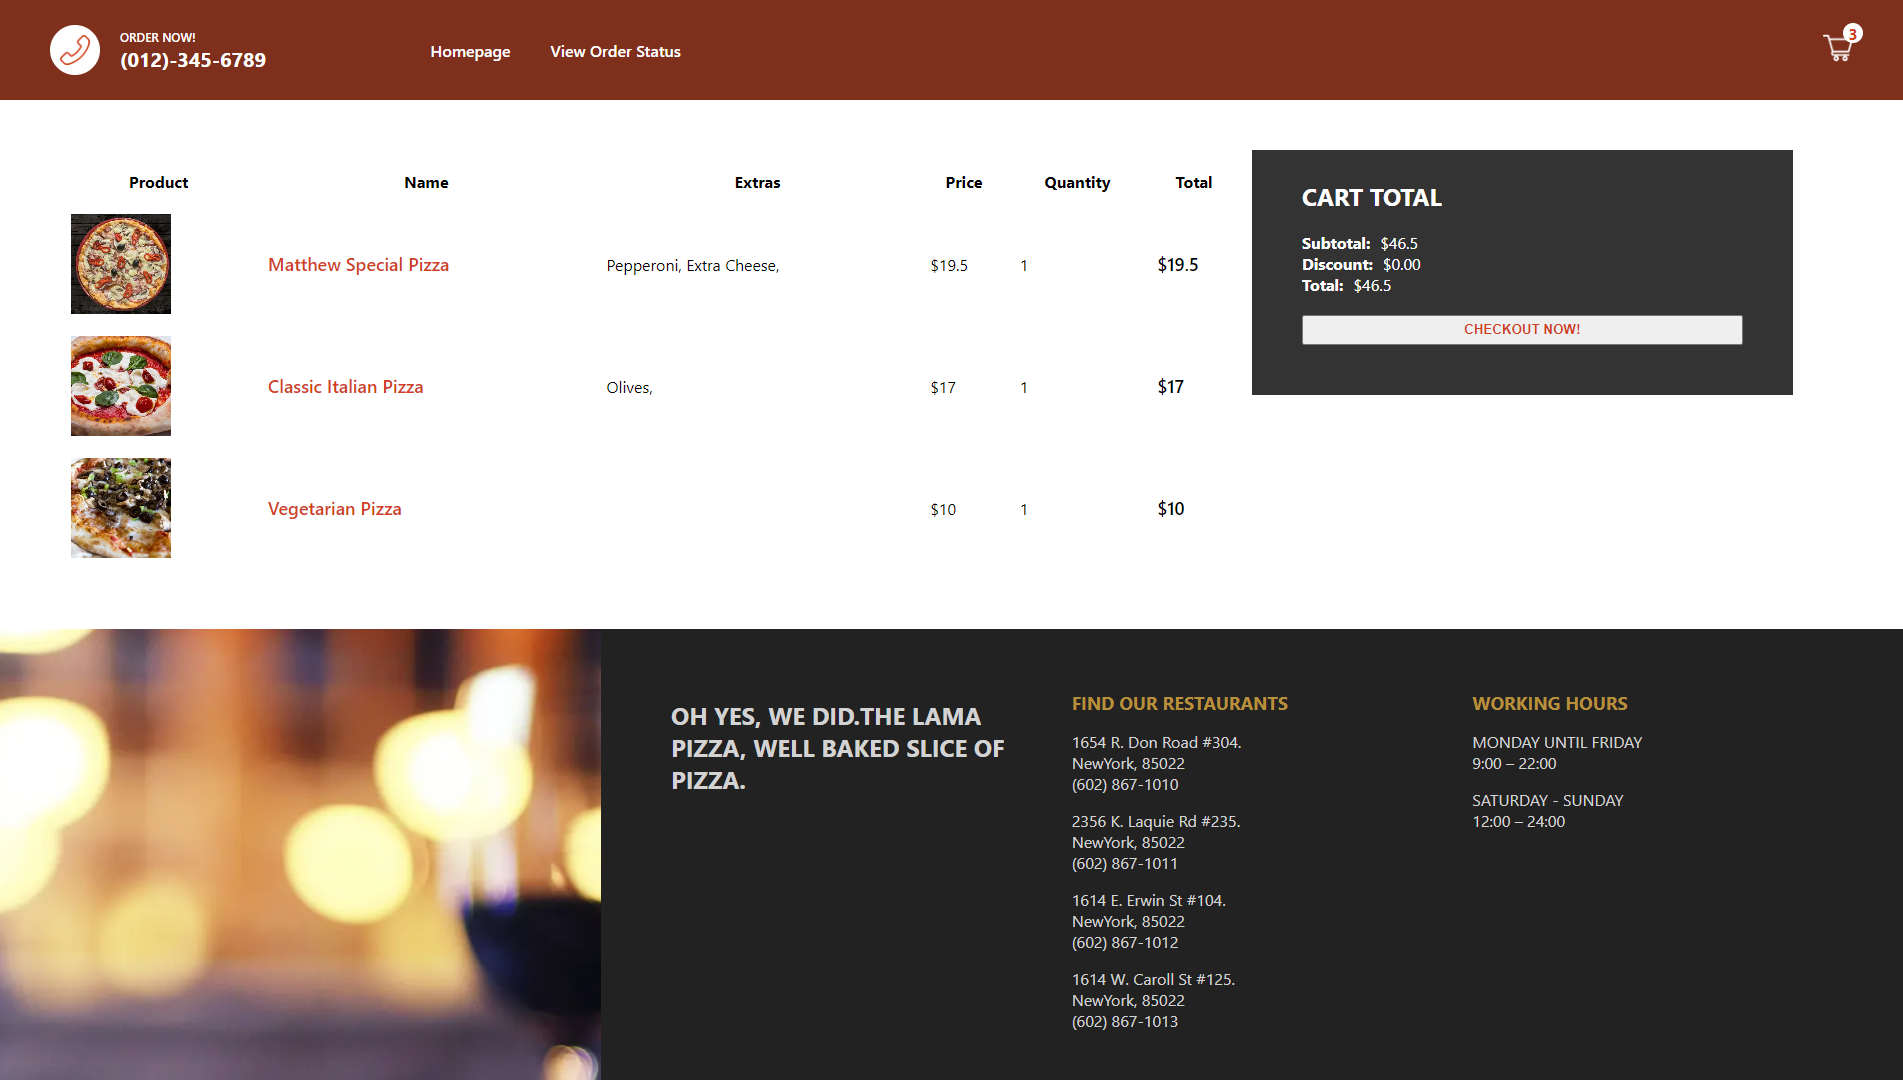 ORDER NOW!
(012)-345-6789
Homepage
View Order Status
3
Product Name Extras Price Quantity Total
Matthew Special Pizza Pepperoni, Extra Cheese, $19.5 1 $19.5
Classic Italian Pizza Olives, $17 1 $17
Vegetarian Pizza $10 1 $10
CART TOTAL
Subtotal: $46.5
Discount: $0.00
Total: $46.5
CHECKOUT NOW!
OH YES, WE DID.THE LAMA
PIZZA, WELL BAKED SLICE OF
PIZZA.
FIND OUR RESTAURANTS
1654 R. Don Road #304.
NewYork, 85022
(602) 867-1010
2356 K. Laquie Rd #235.
NewYork, 85022
(602) 867-1011
1614 E. Erwin St #104.
NewYork, 85022
(602) 867-1012
1614 W. Caroll St #125.
NewYork, 85022
(602) 867-1013
WORKING HOURS
MONDAY UNTIL FRIDAY
9:00 – 22:00
SATURDAY - SUNDAY
12:00 – 24:00